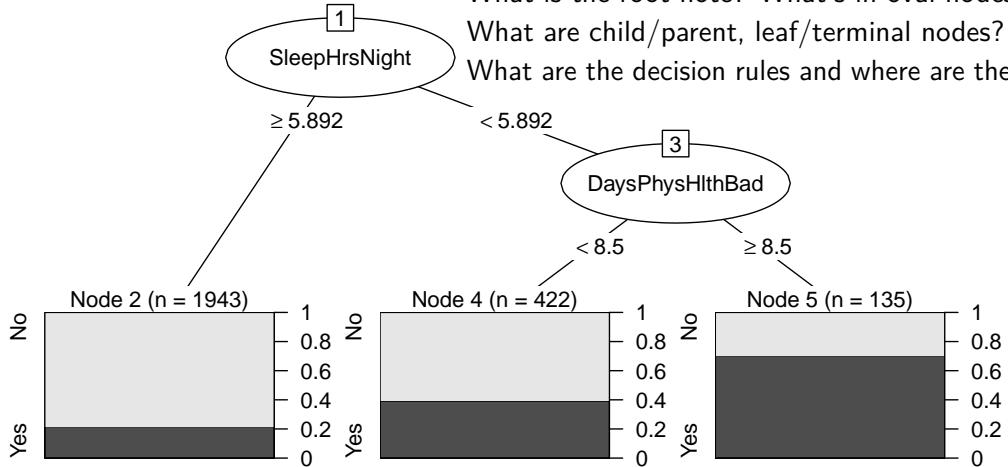 What is the root note? What's in oval nodes
What are child/parent, leaf/terminal nodes?
What are the decision rules and where are the
1
SleepHrsNight
≥ 5.892
< 5.892
3
DaysPhysHlthBad
< 8.5
≥ 8.5
Node 2 (n = 1943)
No
Yes
1
0.8
0.6
0.4
0.2
0
Node 4 (n = 422)
No
Yes
1
0.8
0.6
0.4
0.2
0
Node 5 (n = 135)
No
Yes
1
0.8
0.6
0.4
0.2
0